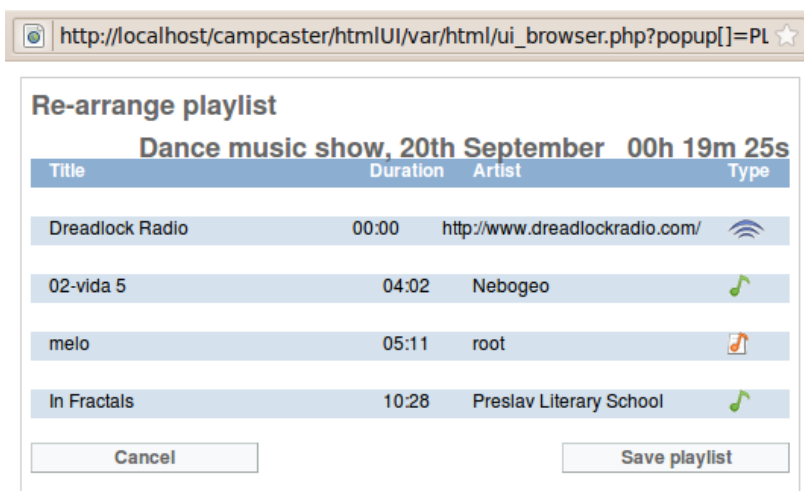 http://localhost/campcaster/htmlUI/var/html/ui_browser.php?popup[]=PL
Re-arrange playlist
Dance music show, 20th September 00h 19m 25s
Title Duration Artist Type
Dreadlock Radio 00:00 http://www.dreadlockradio.com/
02-vida 5 04:02 Nebogeo
melo 05:11 root
In Fractals 10:28 Preslav Literary School
Cancel Save playlist